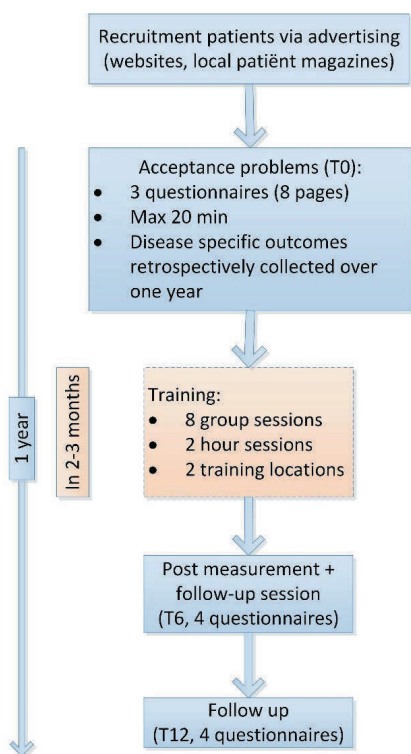 Recruitment patients via advertising
(websites, local patiënt magazines)
Acceptance problems (T0):
• 3 questionnaires (8 pages)
• Max 20 min
• Disease specific outcomes
retrospectively collected over
one year
1 year
In 2-3 months
Training:
• 8 group sessions
• 2 hour sessions
• 2 training locations
Post measurement +
follow-up session
(T6, 4 questionnaires)
Follow up
(T12, 4 questionnaires)